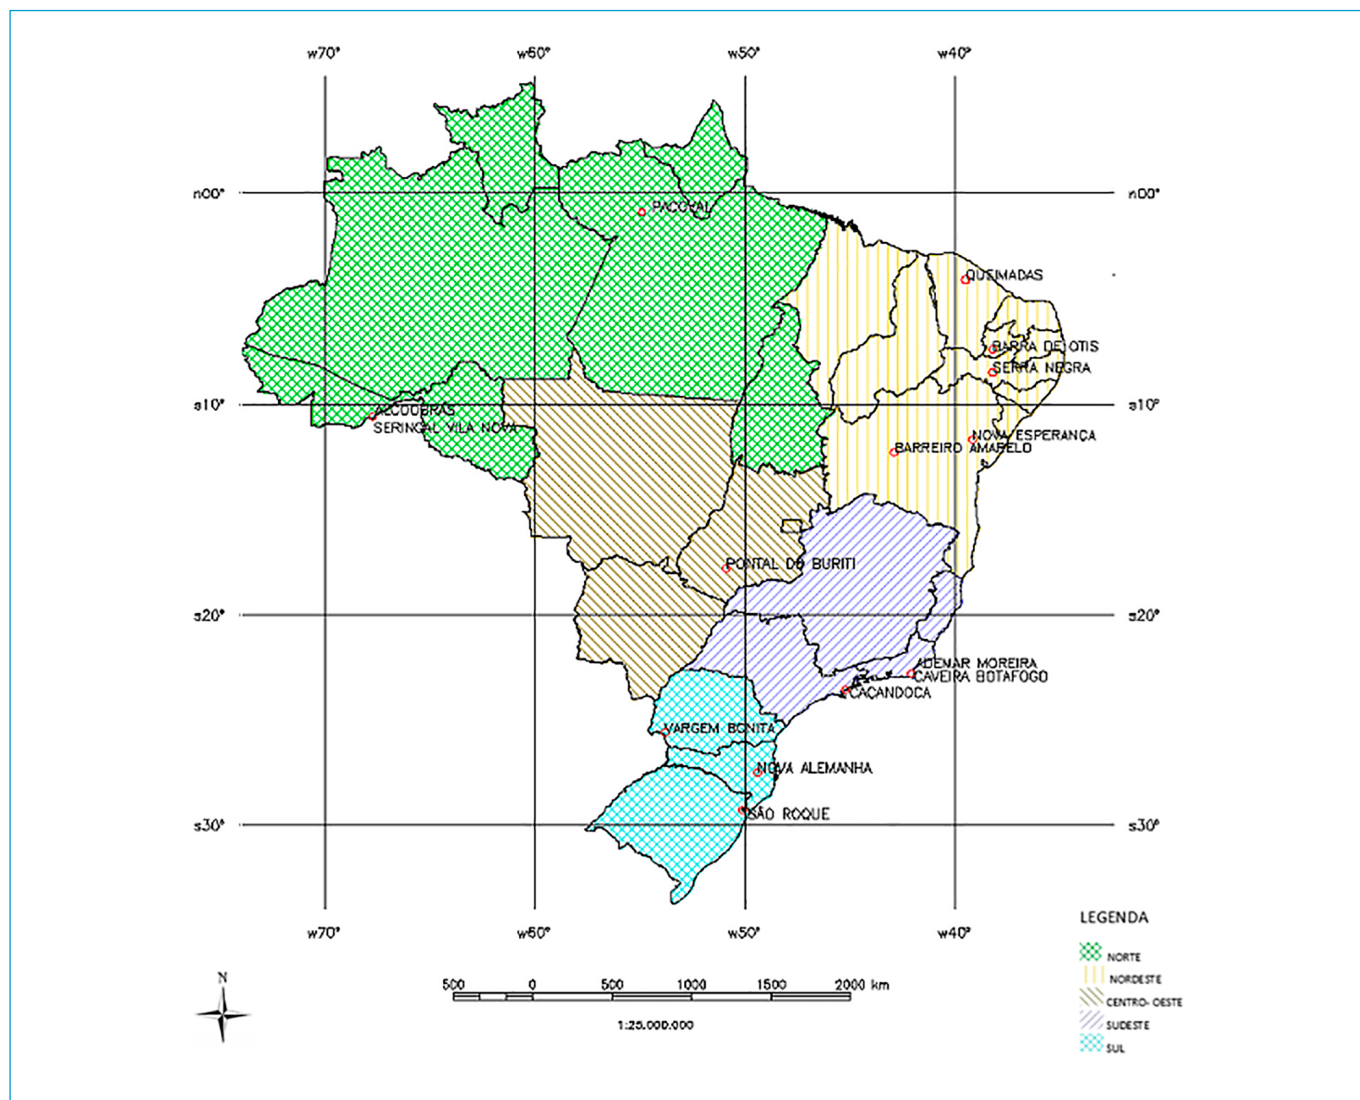 w70° w60° w50° w40°
n00° n00°
PACOVAL
QUEIMADAS
BARRA DE OTIS
SERRA NEGRA
s10° s10°
ALCOOBRÁS
SERINGAL VILA NOVA
NOVA ESPERANÇA
BARREIRO AMARELO
PONTAL DO BURITI
s20° s20°
ADEMAR MOREIRA
CAVEIRA BOTAFOGO
CAÇANDOCA
VARGEM BONITA
NOVA ALEMANHA
SÃO ROQUE
s30° s30°
w70° w60° w50° w40°
LEGENDA
NORTE
NORDESTE
CENTRO- OESTE
SUDESTE
SUL
N
500 0 500 1000 1500 2000 km
1:25.000.000